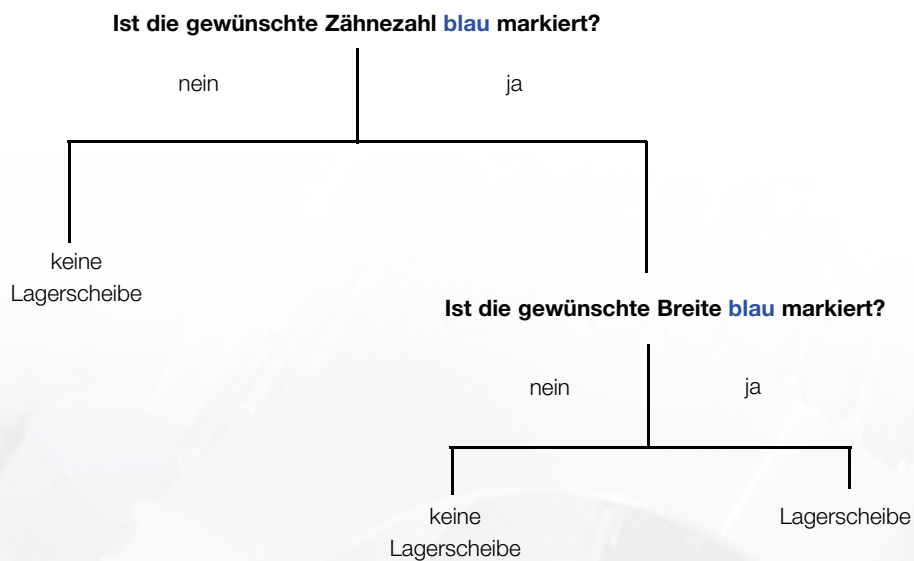 Ist die gewünschte Zähnezahl blau markiert?
nein
ja
keine
Lagerscheibe
Ist die gewünschte Breite blau markiert?
nein
ja
keine
Lagerscheibe
Lagerscheibe